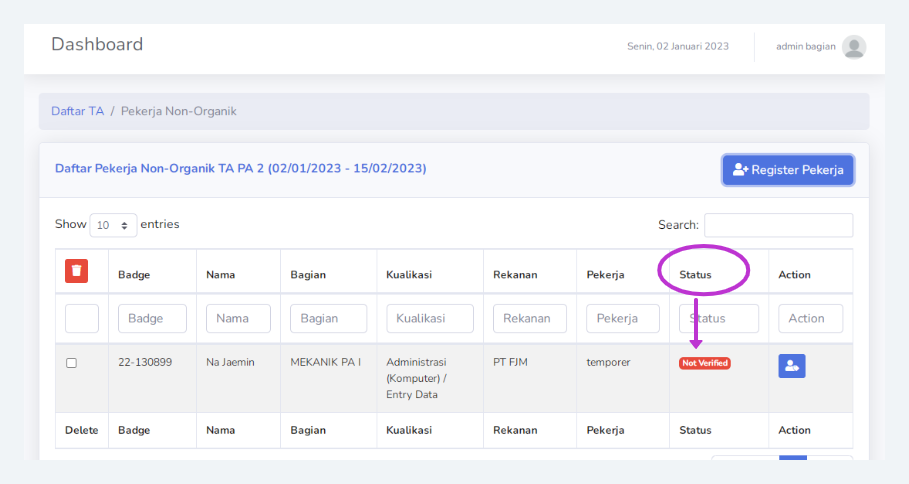 Dashboard
Senin, 02 Januari 2023
admin bagian
Daftar TA / Pekerja Non-Organik
Daftar Pekerja Non-Organik TA PA 2 (02/01/2023 - 15/02/2023)
Register Pekerja
Show 10 entries
Search:
Badge Nama Bagian Kualikasi Rekanan Pekerja Status Action
Badge Nama Bagian Kualikasi Rekanan Pekerja Status Action
22-130899 Na Jaemin MEKANIK PA I Administrasi PT FJM temporer Not Verified
(Komputer) /
Entry Data
Delete Badge Nama Bagian Kualikasi Rekanan Pekerja Status Action